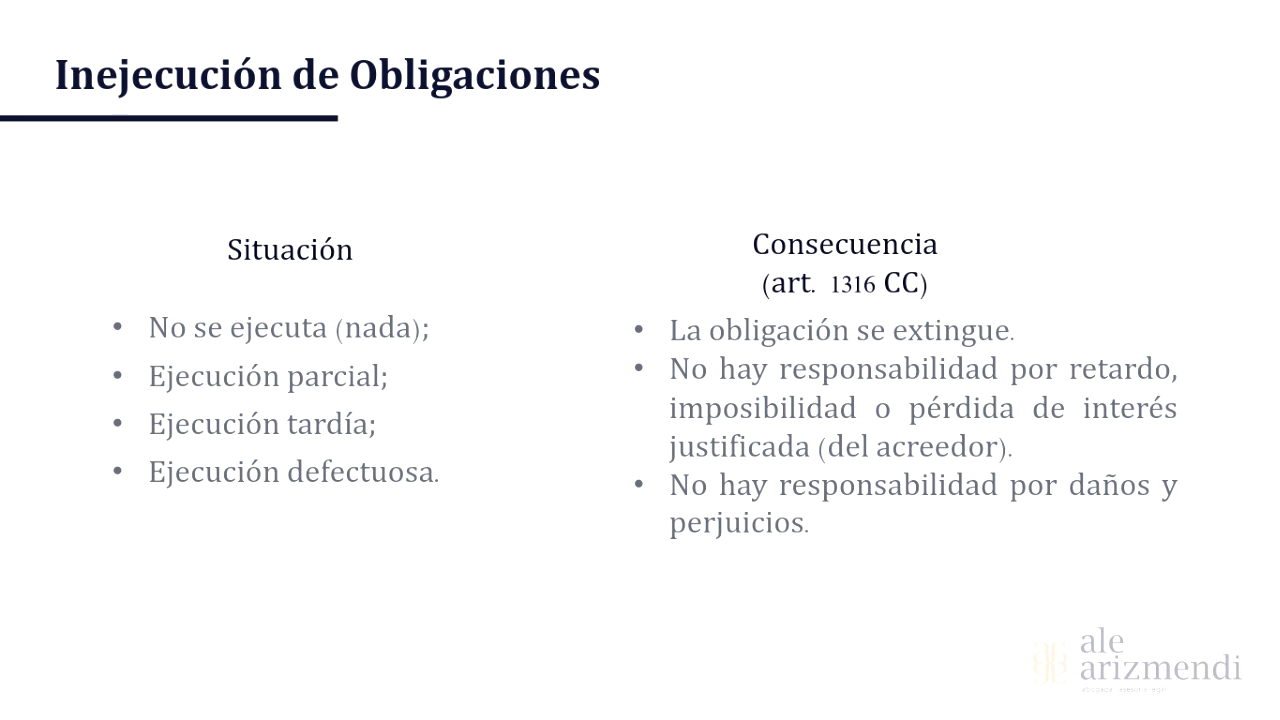 Inejecución de Obligaciones
Situación
• No se ejecuta (nada);
• Ejecución parcial;
• Ejecución tardía;
• Ejecución defectuosa.
Consecuencia
(art. 1316 CC)
• La obligación se extingue.
• No hay responsabilidad por retardo,
imposibilidad o pérdida de interés
justificada (del acreedor).
• No hay responsabilidad por daños y
perjuicios.
ale
arizmendi